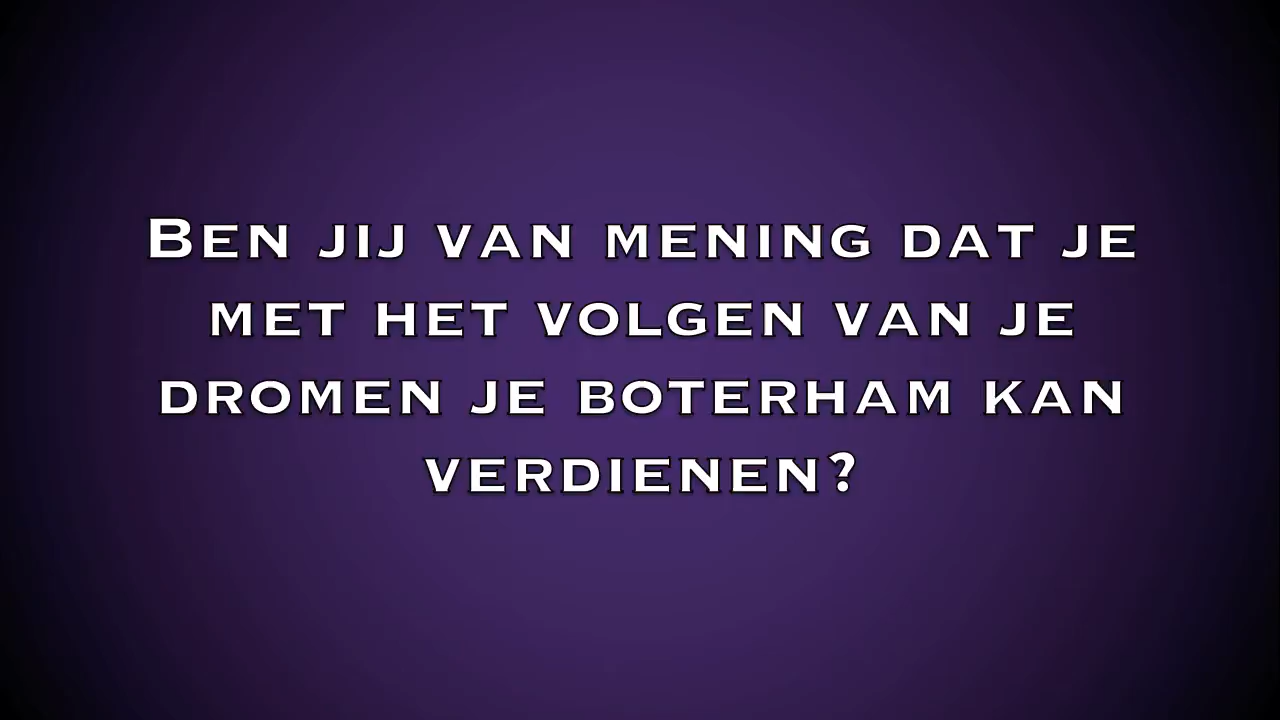 Ben jij van mening dat je
met het volgen van je
dromen je boterham kan
verdienen?